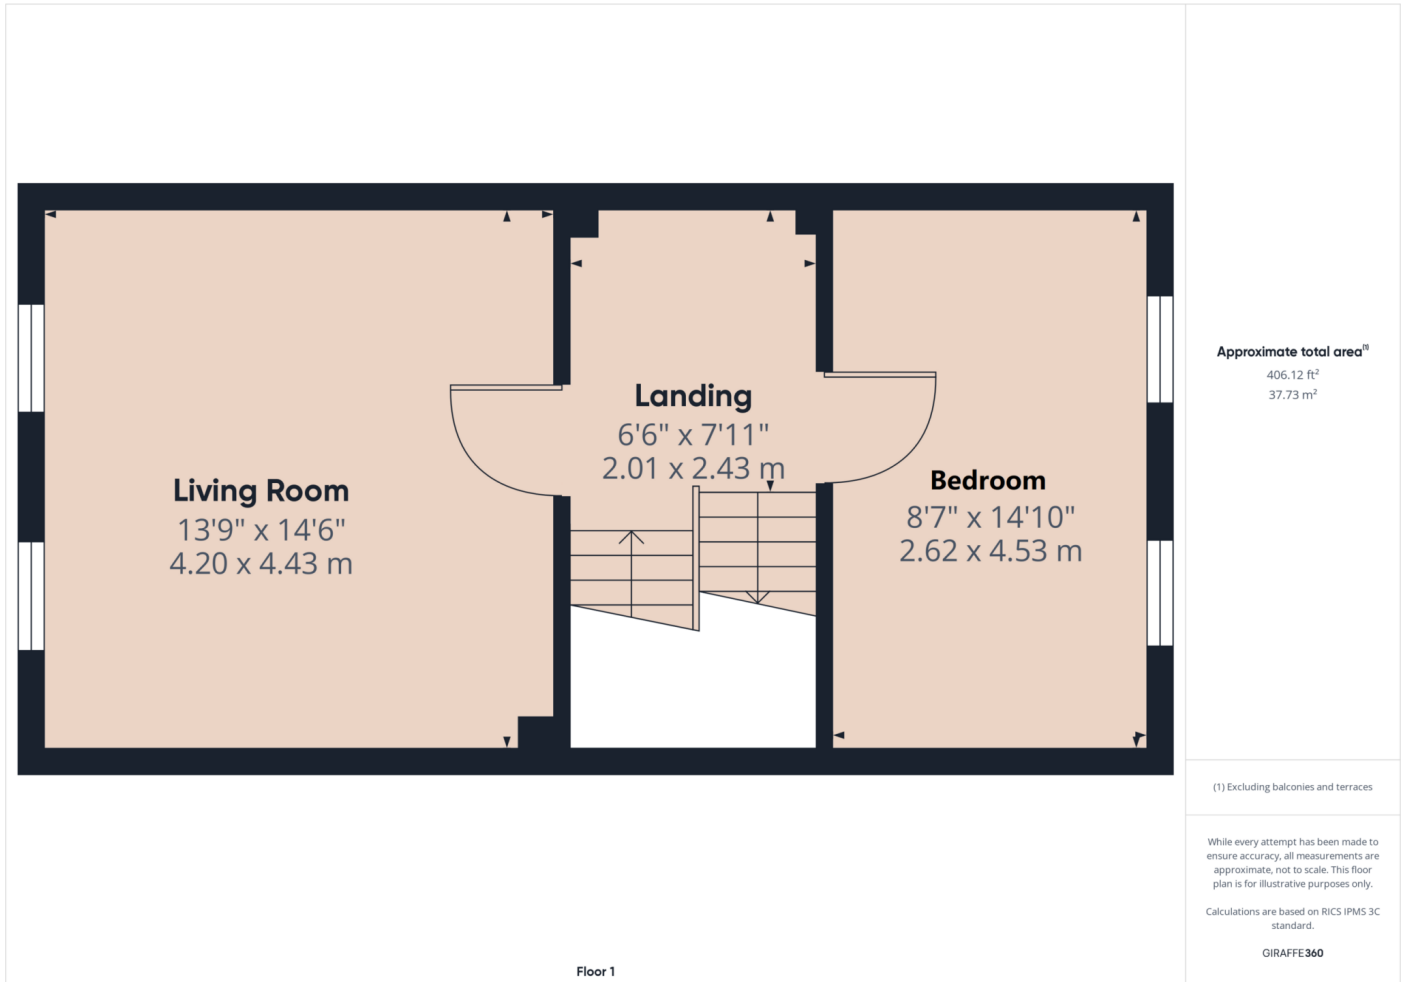 Living Room
13'9" x 14'6"
4.20 x 4.43 m
Landing
6'6" x 7'11"
2.01 x 2.43 m
Bedroom
8'7" x 14'10"
2.62 x 4.53 m
Floor 1
Approximate total area(1)
406.12 ft²
37.73 m²
(1) Excluding balconies and terraces
While every attempt has been made to
ensure accuracy, all measurements are
approximate, not to scale. This floor
plan is for illustrative purposes only.
Calculations are based on RICS IPMS 3C
standard.
GIRAFFE360